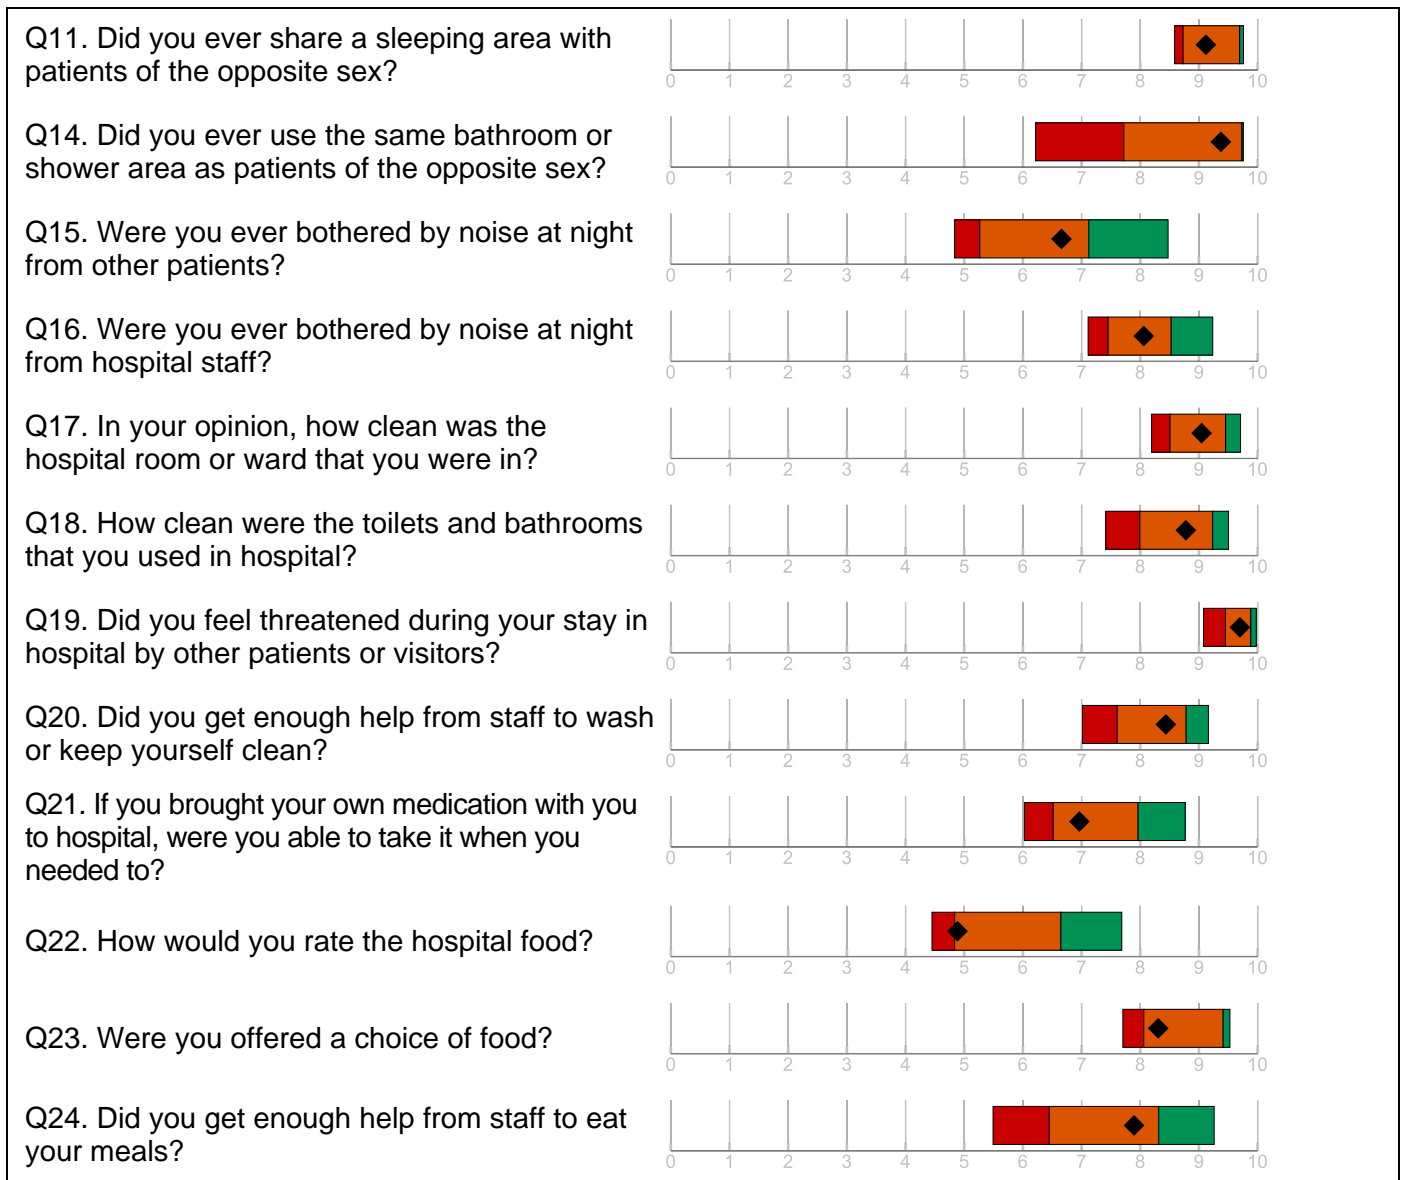 Q11. Did you ever share a sleeping area with
patients of the opposite sex?
0 1 2 3 4 5 6 7 8 9 10
Q14. Did you ever use the same bathroom or
shower area as patients of the opposite sex?
0 1 2 3 4 5 6 7 8 9 10
Q15. Were you ever bothered by noise at night
from other patients?
0 1 2 3 4 5 6 7 8 9 10
Q16. Were you ever bothered by noise at night
from hospital staff?
0 1 2 3 4 5 6 7 8 9 10
Q17. In your opinion, how clean was the
hospital room or ward that you were in?
0 1 2 3 4 5 6 7 8 9 10
Q18. How clean were the toilets and bathrooms
that you used in hospital?
0 1 2 3 4 5 6 7 8 9 10
Q19. Did you feel threatened during your stay in
hospital by other patients or visitors?
0 1 2 3 4 5 6 7 8 9 10
Q20. Did you get enough help from staff to wash
or keep yourself clean?
0 1 2 3 4 5 6 7 8 9 10
Q21. If you brought your own medication with you
to hospital, were you able to take it when you
needed to?
0 1 2 3 4 5 6 7 8 9 10
Q22. How would you rate the hospital food?
0 1 2 3 4 5 6 7 8 9 10
Q23. Were you offered a choice of food?
0 1 2 3 4 5 6 7 8 9 10
Q24. Did you get enough help from staff to eat
your meals?
0 1 2 3 4 5 6 7 8 9 10